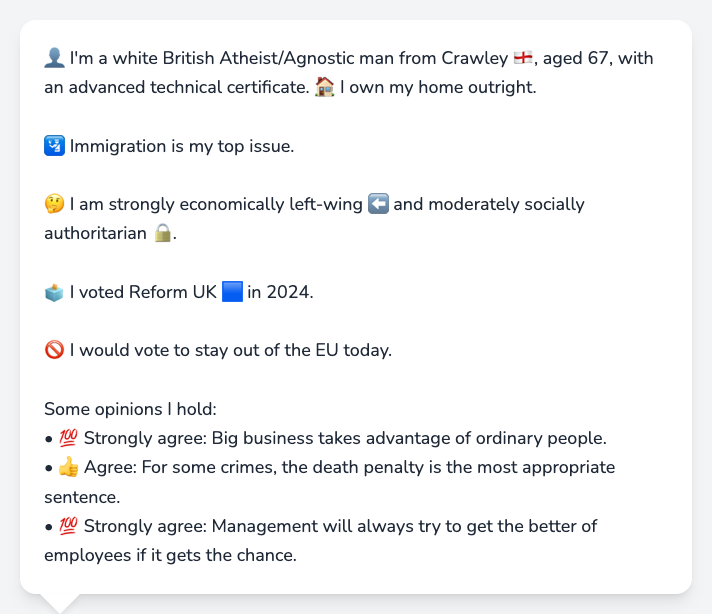 👤 I'm a white British Atheist/Agnostic man from Crawley 🏴󠁧󠁢󠁥󠁮󠁧󠁿, aged 67, with
an advanced technical certificate. 🏠 I own my home outright.
🛂 Immigration is my top issue.
🤔 I am strongly economically left-wing ⬅️ and moderately socially
authoritarian 🔒.
🗳️ I voted Reform UK 🟦 in 2024.
🚫 I would vote to stay out of the EU today.
Some opinions I hold:
• 💯 Strongly agree: Big business takes advantage of ordinary people.
• 👍 Agree: For some crimes, the death penalty is the most appropriate
sentence.
• 💯 Strongly agree: Management will always try to get the better of
employees if it gets the chance.